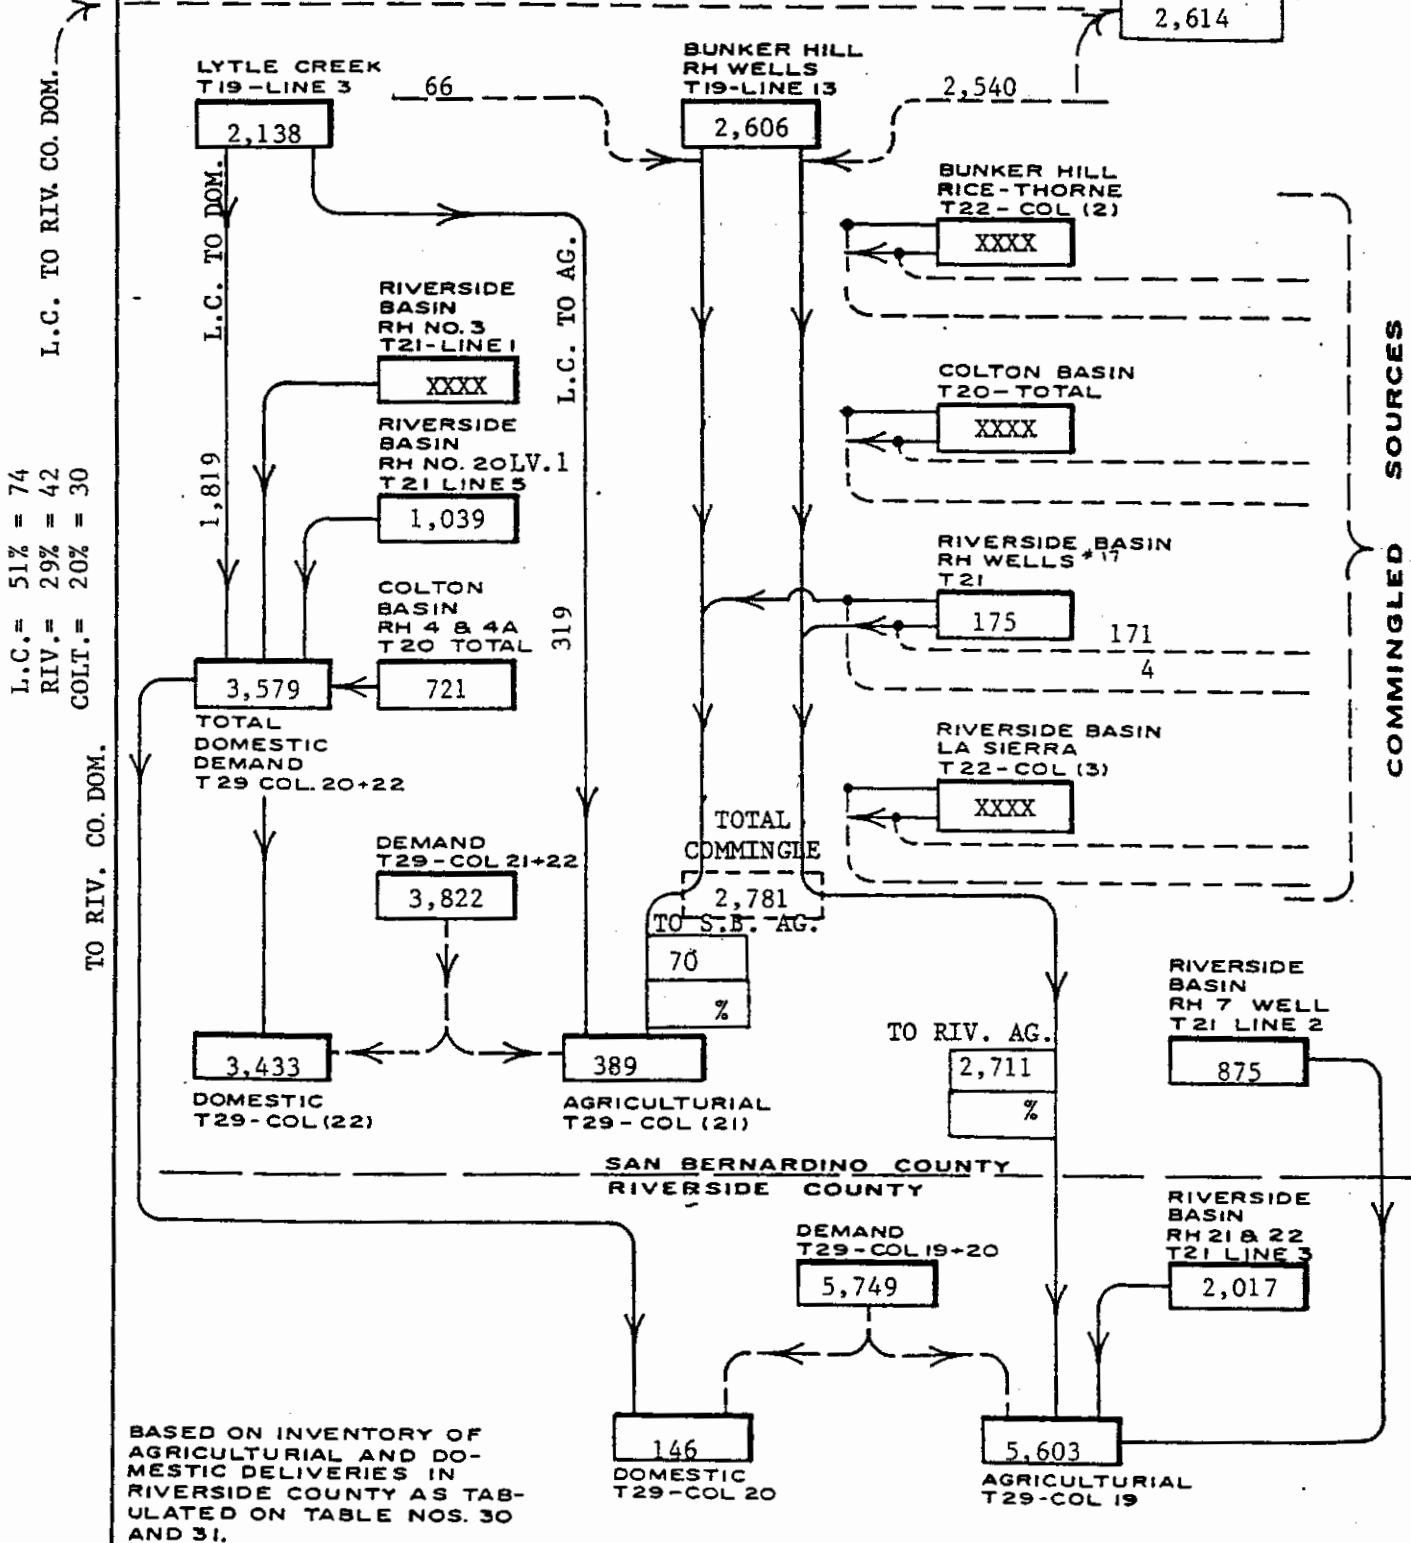 2,614
LYTLE CREEK
T19-LINE 3
2,138
66
BUNKER HILL
RH WELLS
T19-LINE 13
2,606
2,540
L.C. TO RIV. CO. DOM.
L.C. TO DOM.
1,819
L.C. TO AG.
319
BUNKER HILL
RICE-THORNE
T22-COL (2)
XXXX
RIVERSIDE
BASIN
RH NO. 3
T21-LINE 1
XXXX
RIVERSIDE
BASIN
RH NO. 20 LV.1
T21 LINE 5
1,039
COLTON BASIN
T20-TOTAL
XXXX
COMMINGLED SOURCES
L.C.= 51% = 74
RIV.= 29% = 42
COLT.= 20% = 30
RIVERSIDE BASIN
RH WELLS #17
T21
175
171
4
COLTON
BASIN
RH 4 & 4A
T20 TOTAL
721
3,579
TOTAL
DOMESTIC
DEMAND
T29 COL. 20+22
TO RIV. CO. DOM.
RIVERSIDE BASIN
LA SIERRA
T22-COL (3)
XXXX
DEMAND
T29-COL 21+22
3,822
TOTAL
COMMINGLE
2,781
TO S.B. AG.
70
%
3,433
DOMESTIC
T29-COL (22)
389
AGRICULTURIAL
T29-COL (21)
TO RIV. AG.
2,711
%
RIVERSIDE
BASIN
RH 7 WELL
T21 LINE 2
875
SAN BERNARDINO COUNTY
RIVERSIDE COUNTY
DEMAND
T29-COL 19+20
5,749
RIVERSIDE
BASIN
RH 21 & 22
T21 LINE 3
2,017
146
DOMESTIC
T29-COL 20
5,603
AGRICULTURIAL
T29-COL 19
BASED ON INVENTORY OF
AGRICULTURIAL AND DO-
MESTIC DELIVERIES IN
RIVERSIDE COUNTY AS TAB-
ULATED ON TABLE NOS. 30
AND 31.